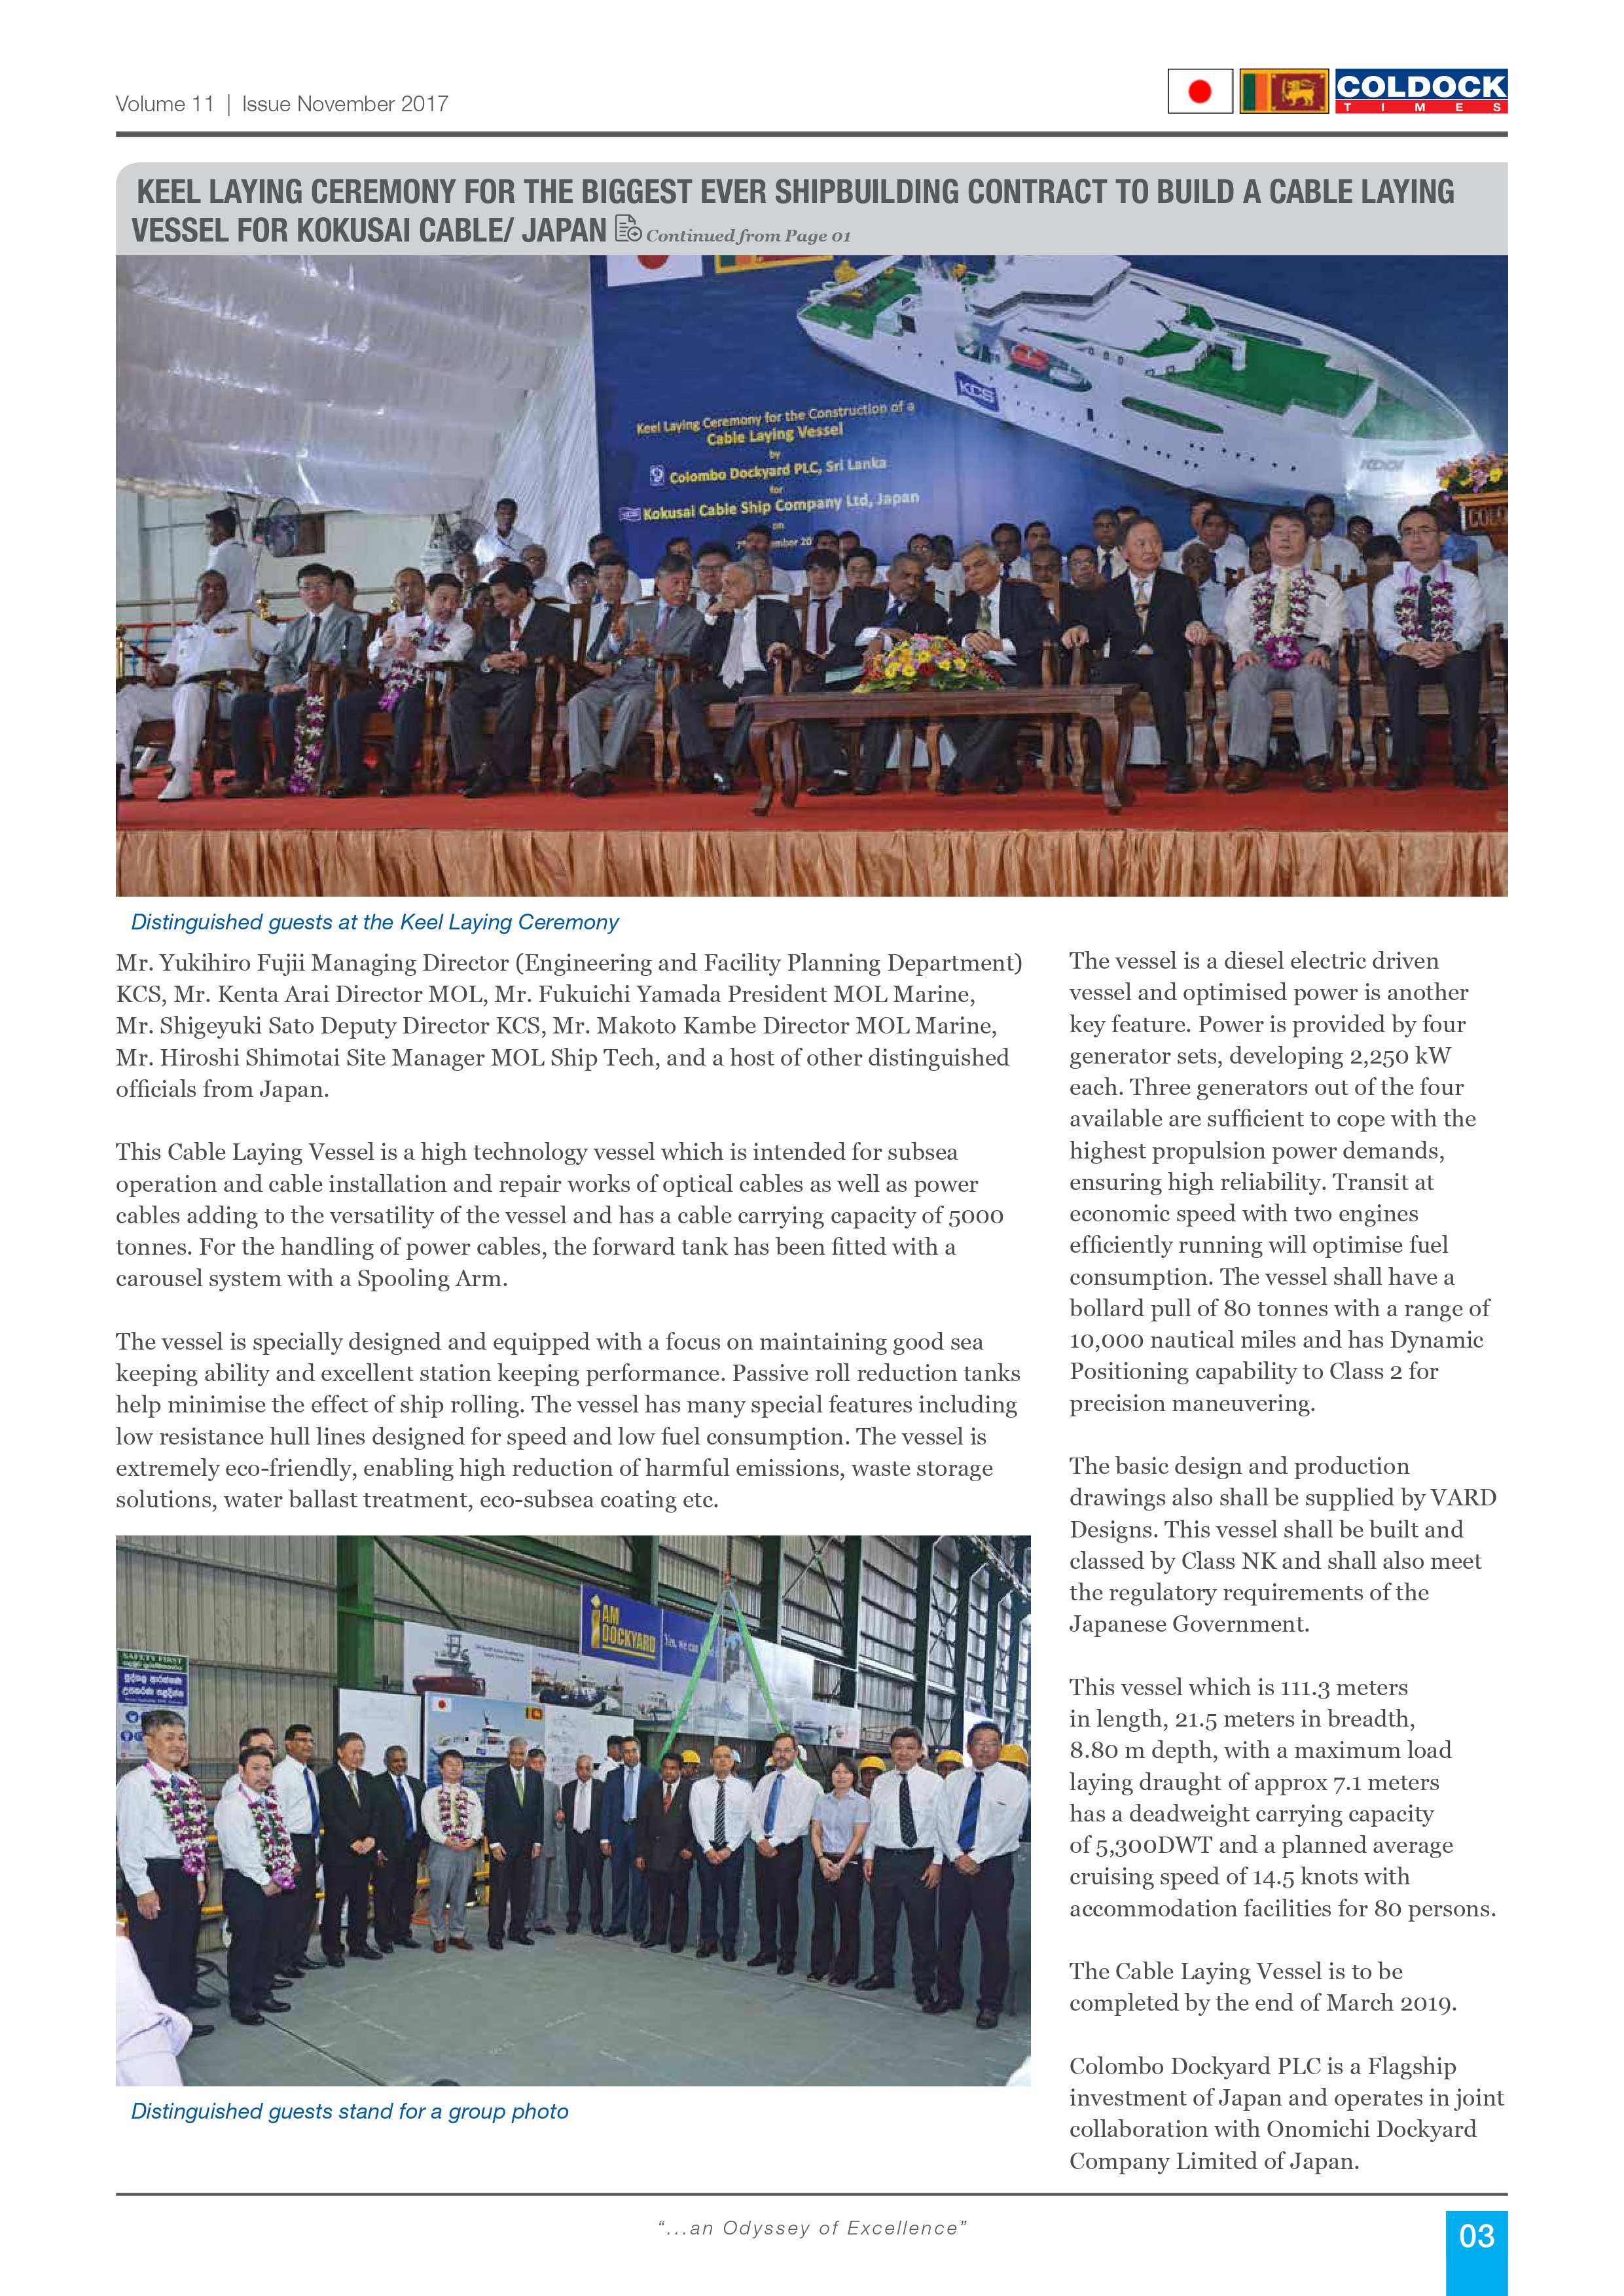 Volume 11 | Issue November 2017
COLDOCK
TIMES
KEEL LAYING CEREMONY FOR THE BIGGEST EVER SHIPBUILDING CONTRACT TO BUILD A CABLE LAYING
VESSEL FOR KOKUSAI CABLE/ JAPAN Continued from Page 01
KCS
Keel Laying Ceremony for the Construction of a
Cable Laying Vessel
by
Colombo Dockyard PLC, Sri Lanka
for
Kokusai Cable Ship Company Ltd, Japan
on
Distinguished guests at the Keel Laying Ceremony
Mr. Yukihiro Fujii Managing Director (Engineering and Facility Planning Department)
KCS, Mr. Kenta Arai Director MOL, Mr. Fukuichi Yamada President MOL Marine,
Mr. Shigeyuki Sato Deputy Director KCS, Mr. Makoto Kambe Director MOL Marine,
Mr. Hiroshi Shimotai Site Manager MOL Ship Tech, and a host of other distinguished
officials from Japan.
This Cable Laying Vessel is a high technology vessel which is intended for subsea
operation and cable installation and repair works of optical cables as well as power
cables adding to the versatility of the vessel and has a cable carrying capacity of 5000
tonnes. For the handling of power cables, the forward tank has been fitted with a
carousel system with a Spooling Arm.
The vessel is specially designed and equipped with a focus on maintaining good sea
keeping ability and excellent station keeping performance. Passive roll reduction tanks
help minimise the effect of ship rolling. The vessel has many special features including
low resistance hull lines designed for speed and low fuel consumption. The vessel is
extremely eco-friendly, enabling high reduction of harmful emissions, waste storage
solutions, water ballast treatment, eco-subsea coating etc.
SAFETY FIRST
i AM
DOCKYARD
Yes, we can
Distinguished guests stand for a group photo
The vessel is a diesel electric driven
vessel and optimised power is another
key feature. Power is provided by four
generator sets, developing 2,250 kW
each. Three generators out of the four
available are sufficient to cope with the
highest propulsion power demands,
ensuring high reliability. Transit at
economic speed with two engines
efficiently running will optimise fuel
consumption. The vessel shall have a
bollard pull of 80 tonnes with a range of
10,000 nautical miles and has Dynamic
Positioning capability to Class 2 for
precision maneuvering.
The basic design and production
drawings also shall be supplied by VARD
Designs. This vessel shall be built and
classed by Class NK and shall also meet
the regulatory requirements of the
Japanese Government.
This vessel which is 111.3 meters
in length, 21.5 meters in breadth,
8.80 m depth, with a maximum load
laying draught of approx 7.1 meters
has a deadweight carrying capacity
of 5,300DWT and a planned average
cruising speed of 14.5 knots with
accommodation facilities for 80 persons.
The Cable Laying Vessel is to be
completed by the end of March 2019.
Colombo Dockyard PLC is a Flagship
investment of Japan and operates in joint
collaboration with Onomichi Dockyard
Company Limited of Japan.
“...an Odyssey of Excellence”
03